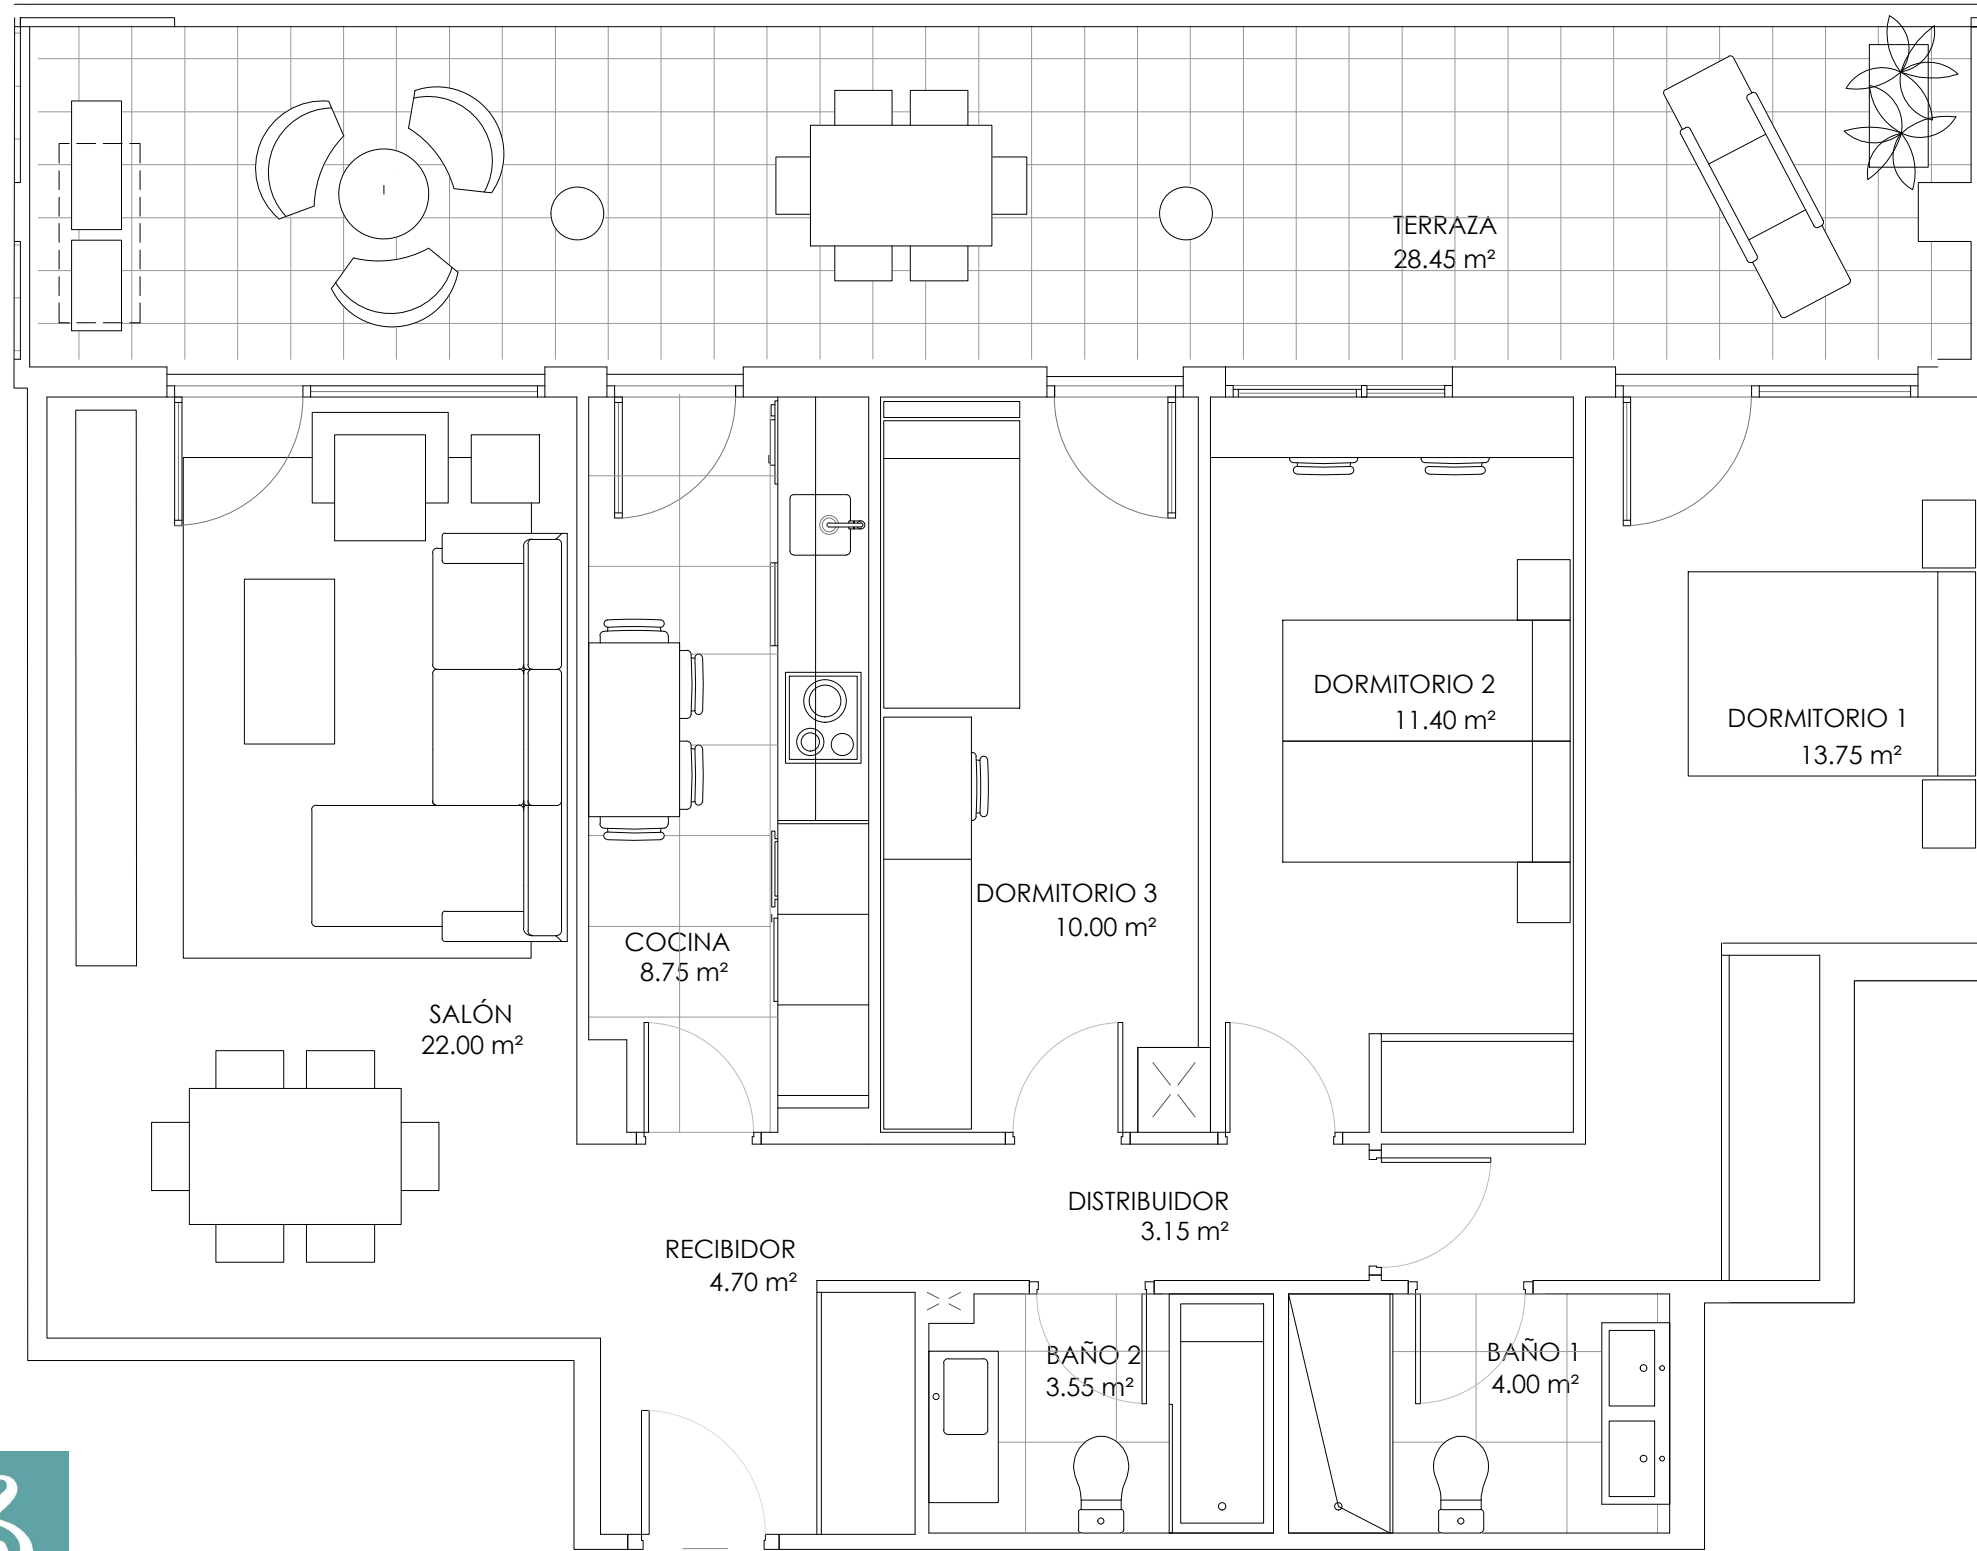 TERRAZA
28.45 m²
DORMITORIO 2
11.40 m²
DORMITORIO 1
13.75 m²
DORMITORIO 3
10.00 m²
COCINA
8.75 m²
SALÓN
22.00 m²
DISTRIBUIDOR
3.15 m²
RECIBIDOR
4.70 m²
BAÑO 2
3.55 m²
BAÑO 1
4.00 m²